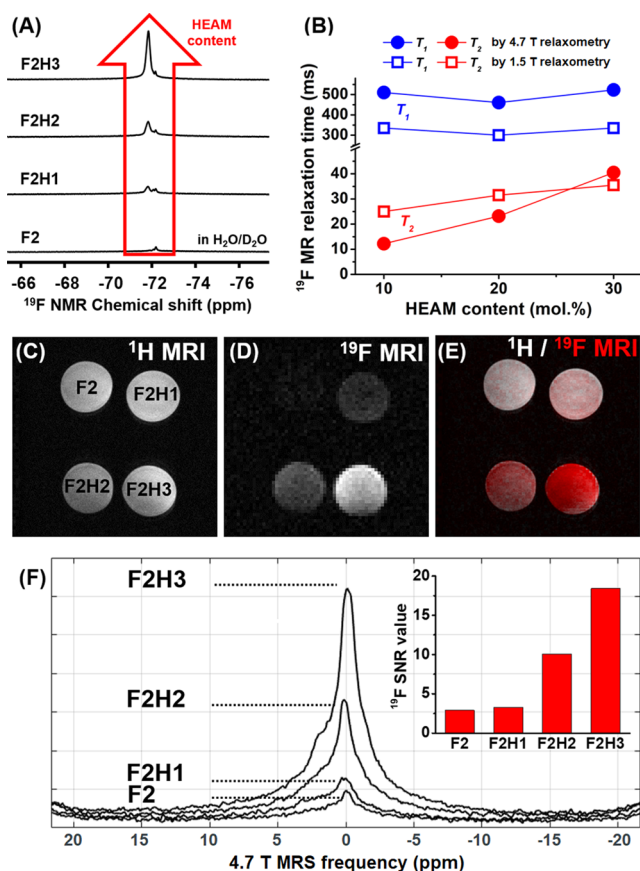 (A)
HEAM
content
F2H3
F2H2
F2H1
F2
in H₂O/D₂O
-66 -68 -70 -72 -74 -76
¹⁹F NMR Chemical shift (ppm)
(B)
T₁ T₂ by 4.7 T relaxometry
T₁ T₂ by 1.5 T relaxometry
¹⁹F MR relaxation time (ms)
500
400
300
40
30
20
10
0
T₁
T₂
10 20 30
HEAM content (mol.%)
(C) ¹H MRI
F2 F2H1
F2H2 F2H3
(D) ¹⁹F MRI
(E) ¹H / ¹⁹F MRI
(F)
F2H3
F2H2
F2H1
F2
20 15 10 5 0 -5 -10 -15 -20
4.7 T MRS frequency (ppm)
¹⁹F SNR value
20
15
10
5
0
F2 F2H1 F2H2 F2H3